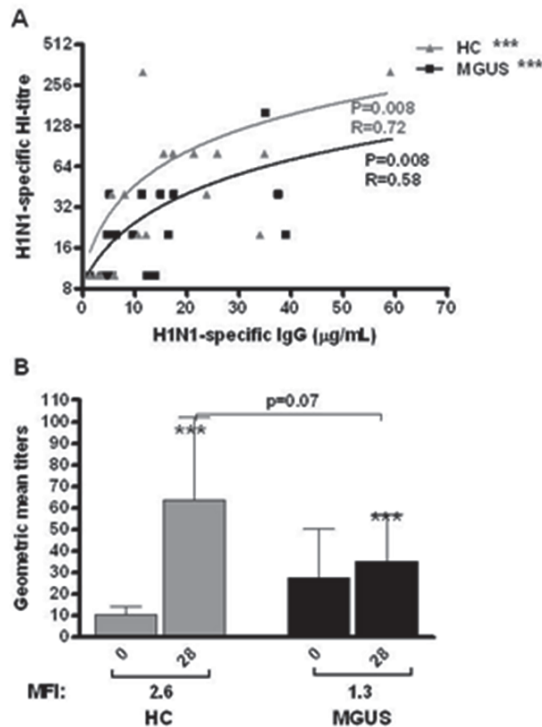 A
H1N1-specific HI-titre
512
256
128
64
32
16
8
HC ***
MGUS ***
P=0.008
R=0.72
P=0.008
R=0.58
0 10 20 30 40 50 60 70
H1N1-specific IgG (µg/mL)
B
Geometric mean titers
110
100
90
80
70
60
50
40
30
20
10
0
p=0.07
***
***
0 28 0 28
MFI: 2.6 1.3
HC MGUS